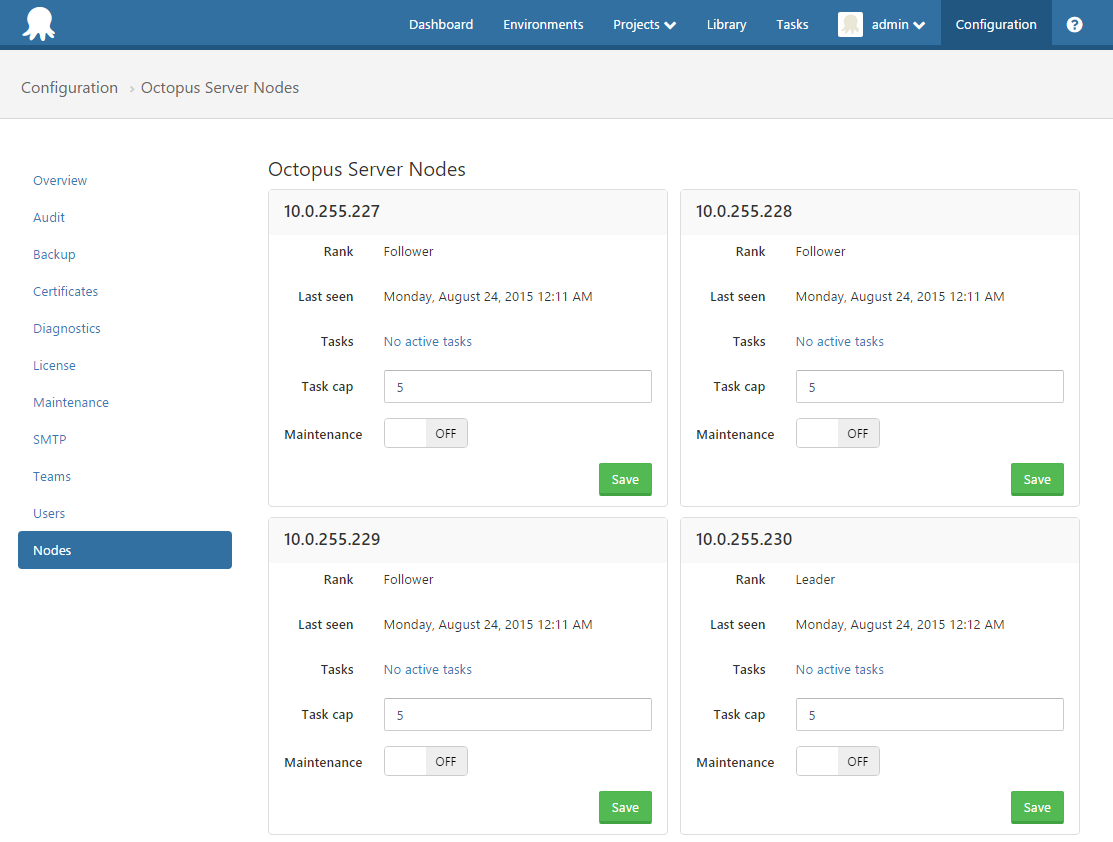 Dashboard Environments Projects Library Tasks admin Configuration ?
Configuration › Octopus Server Nodes
Overview
Audit
Backup
Certificates
Diagnostics
License
Maintenance
SMTP
Teams
Users
Nodes
Octopus Server Nodes
10.0.255.227
Rank Follower
Last seen Monday, August 24, 2015 12:11 AM
Tasks No active tasks
Task cap 5
Maintenance OFF
Save
10.0.255.228
Rank Follower
Last seen Monday, August 24, 2015 12:11 AM
Tasks No active tasks
Task cap 5
Maintenance OFF
Save
10.0.255.229
Rank Follower
Last seen Monday, August 24, 2015 12:11 AM
Tasks No active tasks
Task cap 5
Maintenance OFF
Save
10.0.255.230
Rank Leader
Last seen Monday, August 24, 2015 12:12 AM
Tasks No active tasks
Task cap 5
Maintenance OFF
Save